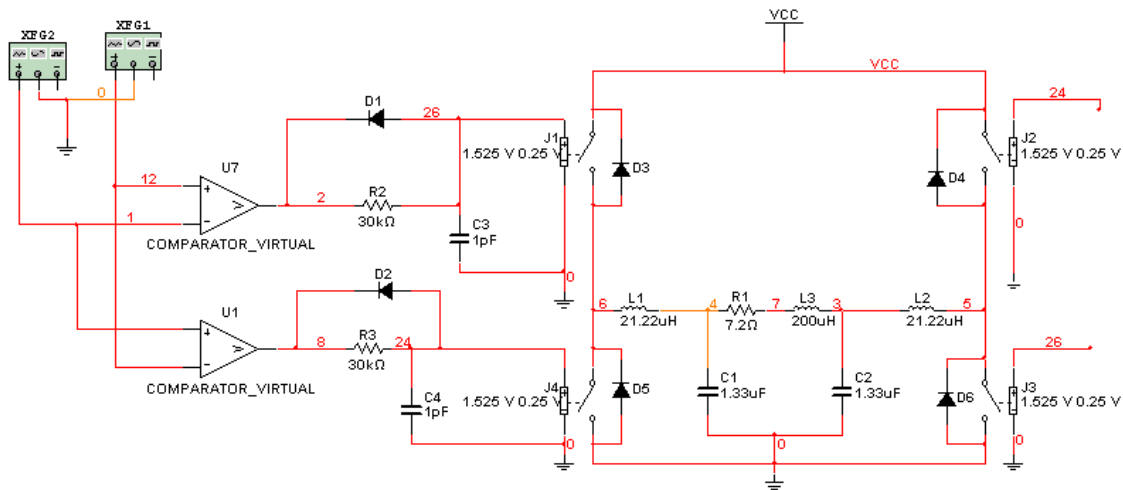 XFG2
XFG1
VCC
VCC
0
24
D1
26
J1
1.525 V 0.25 V
D3
D4
J2
1.525 V 0.25 V
U7
12
2
R2
30kΩ
1
C3
1pF
COMPARATOR_VIRTUAL
0
0
D2
6
L1
21.22uH
4
R1
7.2Ω
7
L3
200uH
3
L2
21.22uH
5
U1
8
R3
30kΩ
24
26
COMPARATOR_VIRTUAL
C4
1pF
J4
1.525 V 0.25 V
D5
C1
1.33uF
C2
1.33uF
D6
J3
1.525 V 0.25 V
0
0
0